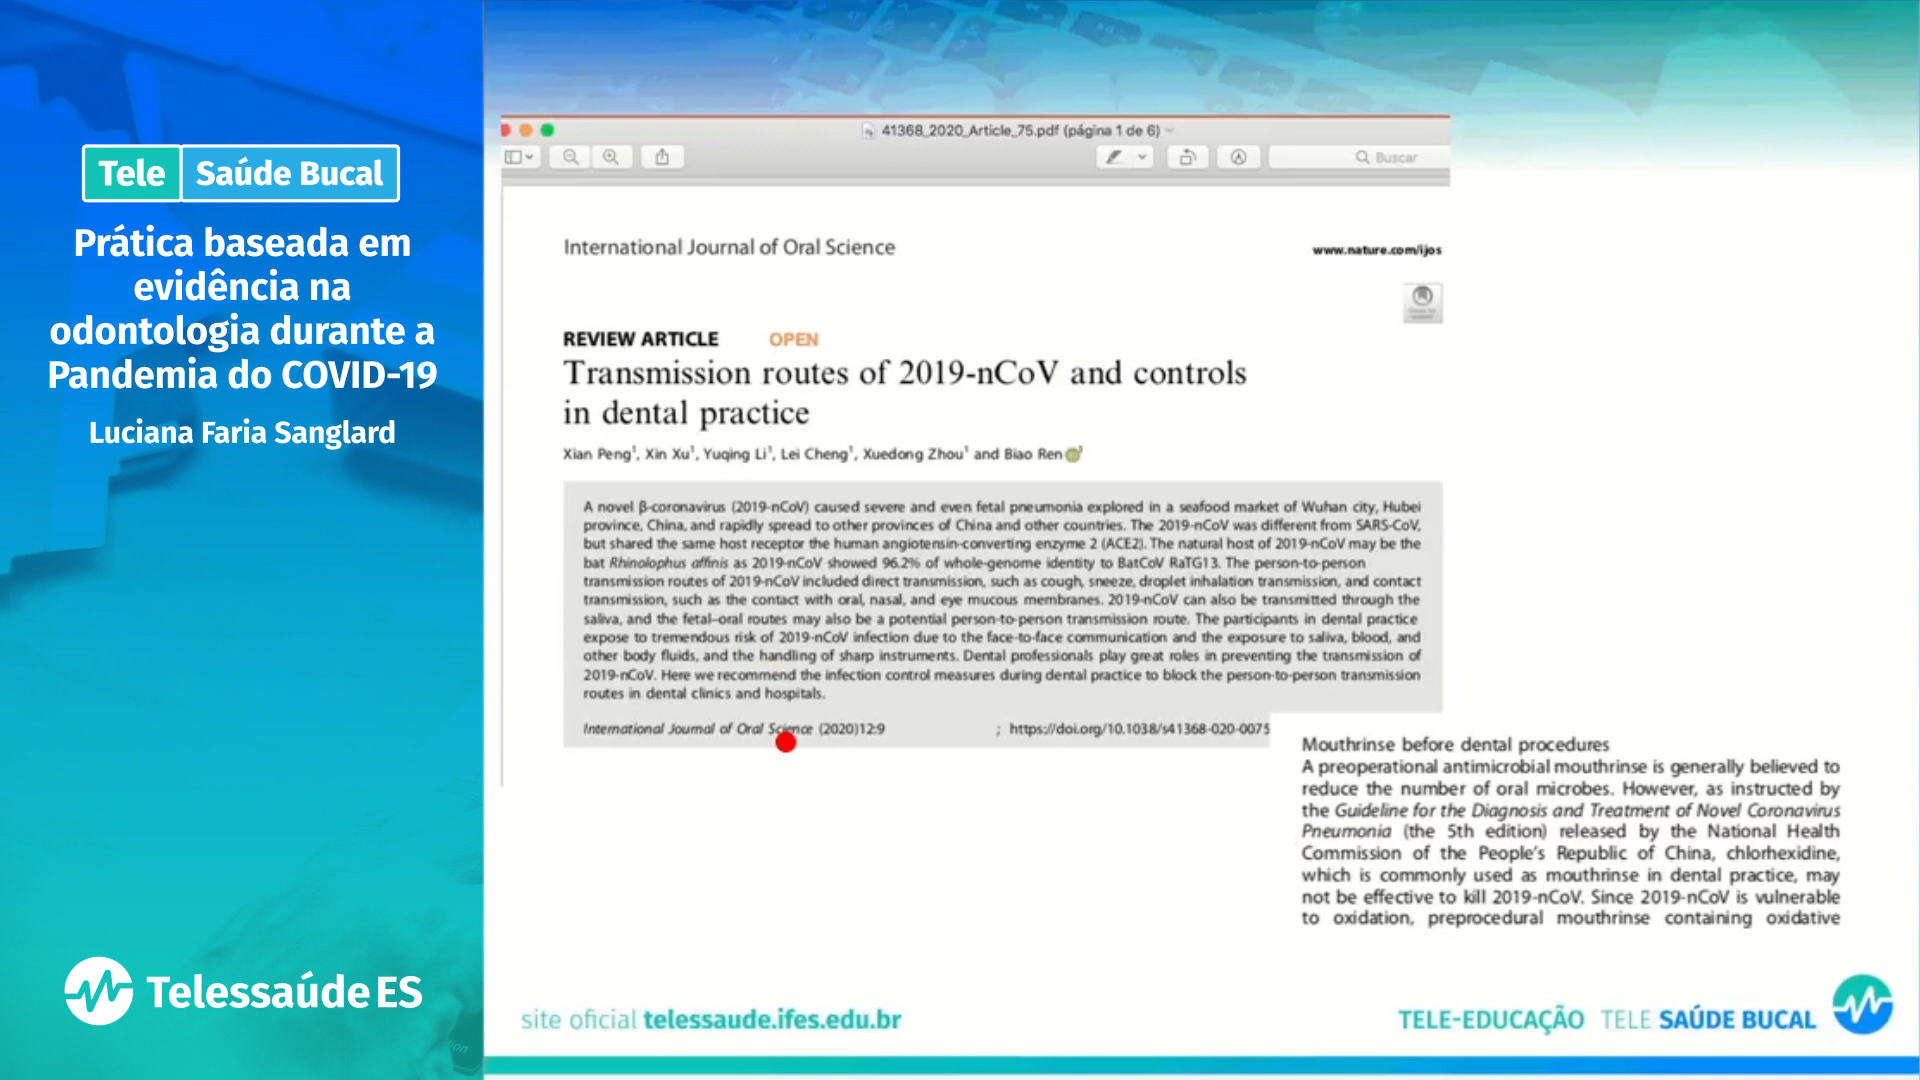 Tele Saúde Bucal
Prática baseada em
evidência na
odontologia durante a
Pandemia do COVID-19
Luciana Faria Sanglard
TelessaúdeES
41368_2020_Article_75.pdf (página 1 de 6)
Buscar
International Journal of Oral Science
www.nature.com/ijos
REVIEW ARTICLE OPEN
Transmission routes of 2019-nCoV and controls
in dental practice
Xian Peng¹, Xin Xu¹, Yuqing Li¹, Lei Cheng¹, Xuedong Zhou¹ and Biao Ren¹
A novel β-coronavirus (2019-nCoV) caused severe and even fetal pneumonia explored in a seafood market of Wuhan city, Hubei
province, China, and rapidly spread to other provinces of China and other countries. The 2019-nCoV was different from SARS-CoV,
but shared the same host receptor the human angiotensin-converting enzyme 2 (ACE2). The natural host of 2019-nCoV may be the
bat Rhinolophus affinis as 2019-nCoV showed 96.2% of whole-genome identity to BatCoV RaTG13. The person-to-person
transmission routes of 2019-nCoV included direct transmission, such as cough, sneeze, droplet inhalation transmission, and contact
transmission, such as the contact with oral, nasal, and eye mucous membranes. 2019-nCoV can also be transmitted through the
saliva, and the fetal–oral routes may also be a potential person-to-person transmission route. The participants in dental practice
expose to tremendous risk of 2019-nCoV infection due to the face-to-face communication and the exposure to saliva, blood, and
other body fluids, and the handling of sharp instruments. Dental professionals play great roles in preventing the transmission of
2019-nCoV. Here we recommend the infection control measures during dental practice to block the person-to-person transmission
routes in dental clinics and hospitals.
International Journal of Oral Science (2020)12:9 ; https://doi.org/10.1038/s41368-020-0075
Mouthrinse before dental procedures
A preoperational antimicrobial mouthrinse is generally believed to
reduce the number of oral microbes. However, as instructed by
the Guideline for the Diagnosis and Treatment of Novel Coronavirus
Pneumonia (the 5th edition) released by the National Health
Commission of the People's Republic of China, chlorhexidine,
which is commonly used as mouthrinse in dental practice, may
not be effective to kill 2019-nCoV. Since 2019-nCoV is vulnerable
to oxidation, preprocedural mouthrinse containing oxidative
site oficial telessaude.ifes.edu.br
TELE-EDUCAÇÃO TELE SAÚDE BUCAL